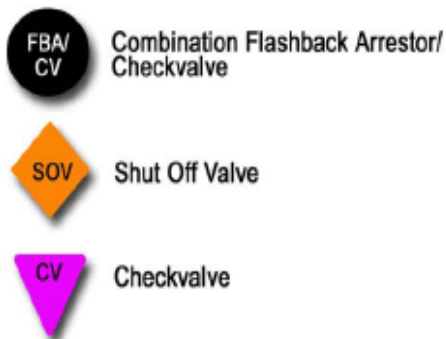 FBA/
CV
Combination Flashback Arrestor/
Checkvalve
SOV
Shut Off Valve
CV
Checkvalve